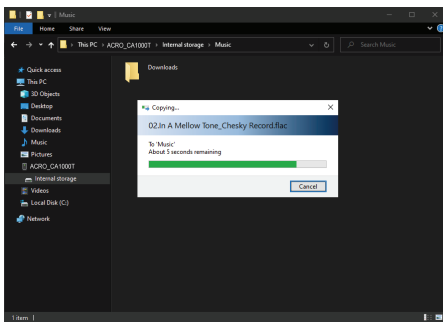 Music
File Home Share View
This PC > ACRO_CA1000T > Internal storage > Music
Search Music
Quick access
This PC
3D Objects
Desktop
Documents
Downloads
Music
Pictures
ACRO_CA1000T
Internal storage
Videos
Local Disk (C:)
Network
Downloads
Copying...
02.In A Mellow Tone_Chesky Record.flac
To 'Music'
About 5 seconds remaining
Cancel
1 item